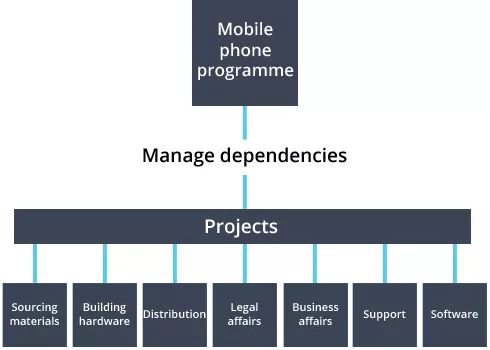 Mobile
phone
programme
Manage dependencies
Projects
Sourcing
materials
Building
hardware
Distribution
Legal
affairs
Business
affairs
Support
Software